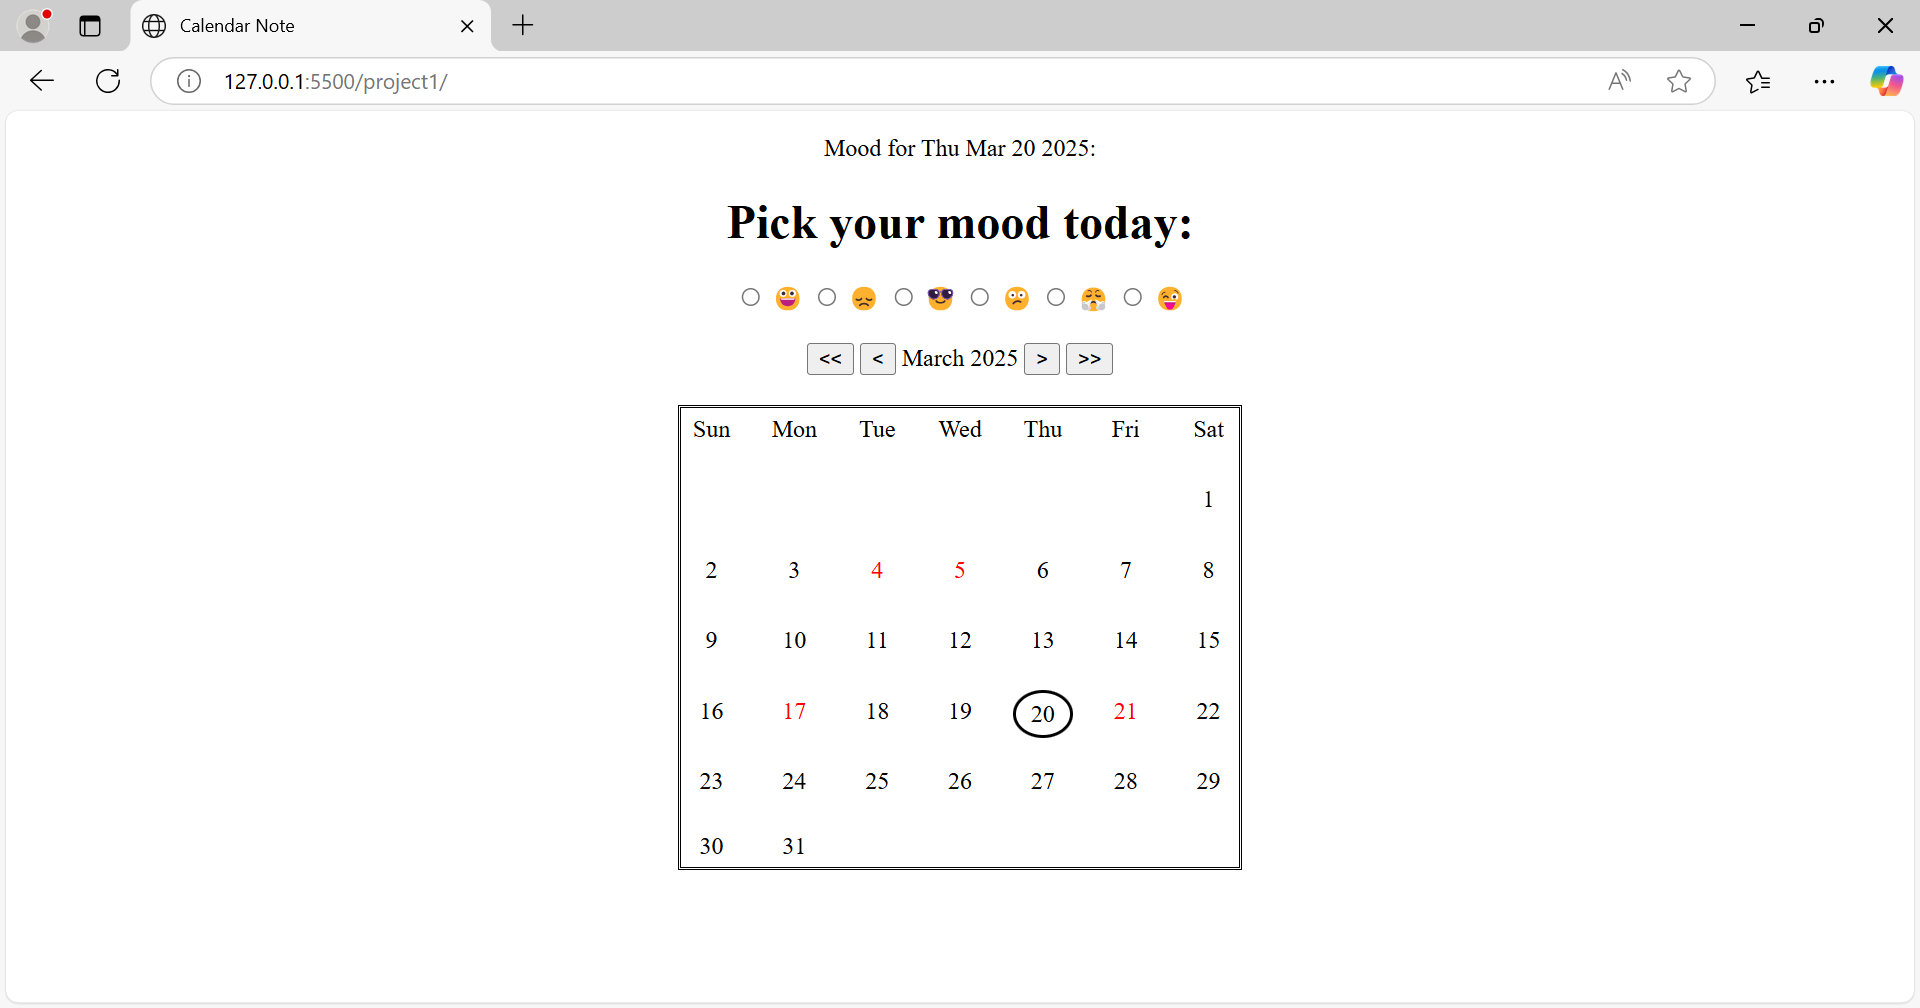 Calendar Note
127.0.0.1:5500/project1/
Mood for Thu Mar 20 2025:
Pick your mood today:
<< < March 2025 > >>
Sun Mon Tue Wed Thu Fri Sat
1
2 3 4 5 6 7 8
9 10 11 12 13 14 15
16 17 18 19 20 21 22
23 24 25 26 27 28 29
30 31